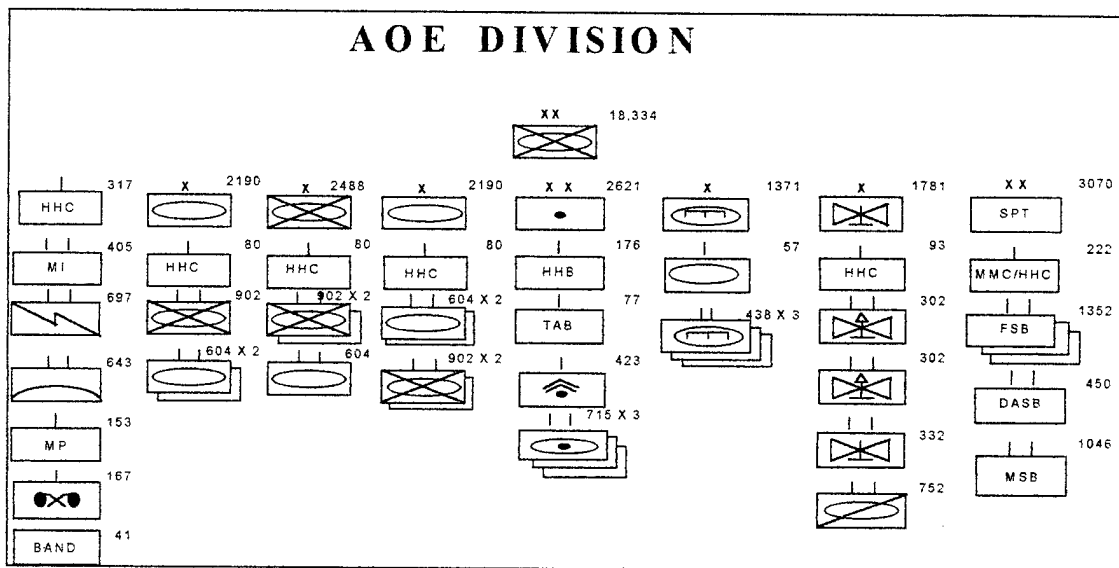 AOE DIVISION
XX 18,334
317 X 2190 X 2488 X 2190 X X 2621 X 1371 X 1781 X X 3070
HHC SPT
405 80 80 80 176 57 93 222
MI HHC HHC HHC HHB HHC MMC/HHC
697 902 902 X 2 604 X 2 77 438 X 3 302 1352
TAB FSB
643 604 X 2 604 902 X 2 423 302 450
DASB
153 715 X 3 332 1046
MP MSB
167 752
41
BAND